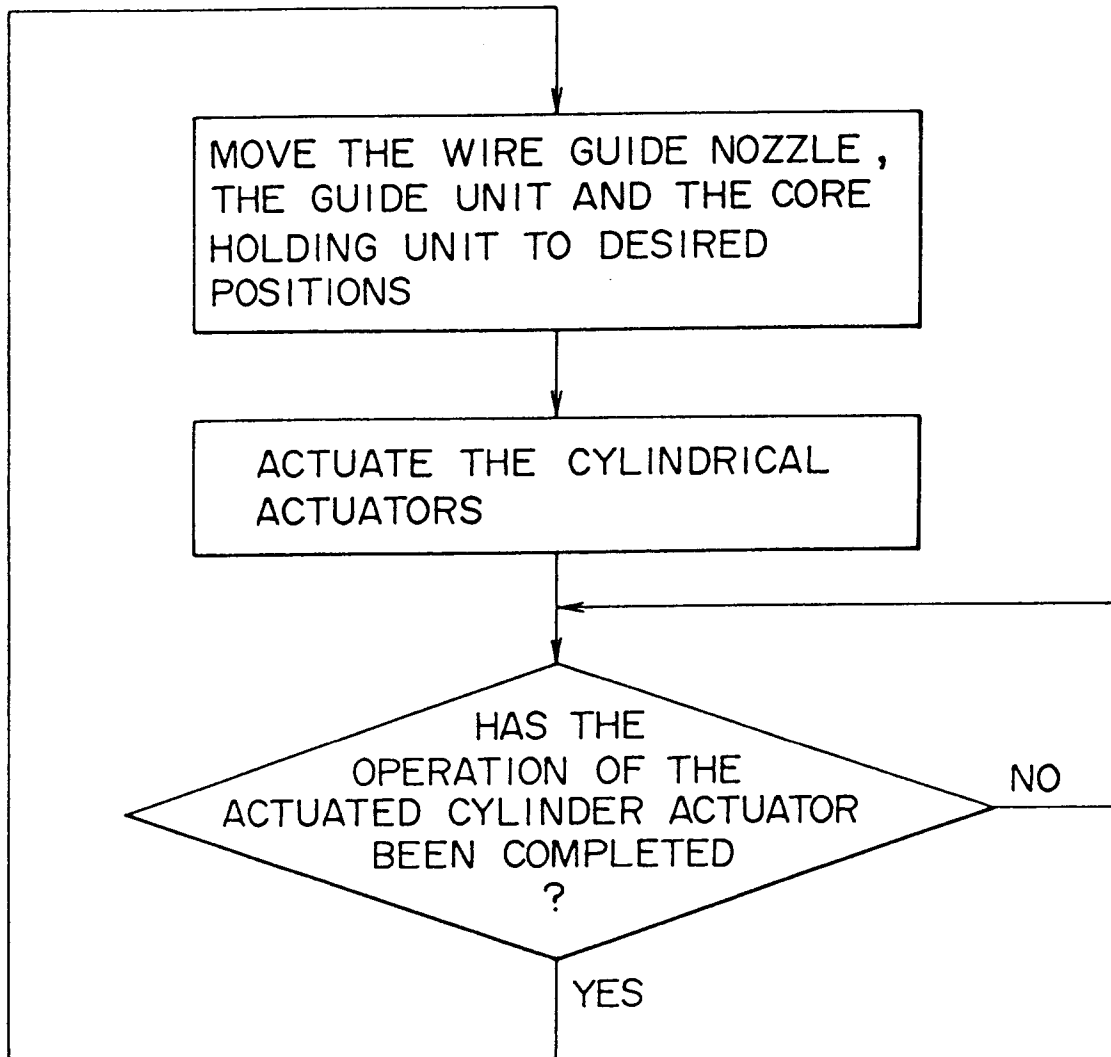 MOVE THE WIRE GUIDE NOZZLE,
THE GUIDE UNIT AND THE CORE
HOLDING UNIT TO DESIRED
POSITIONS
ACTUATE THE CYLINDRICAL
ACTUATORS
HAS THE
OPERATION OF THE
ACTUATED CYLINDER ACTUATOR
BEEN COMPLETED
?
NO
YES